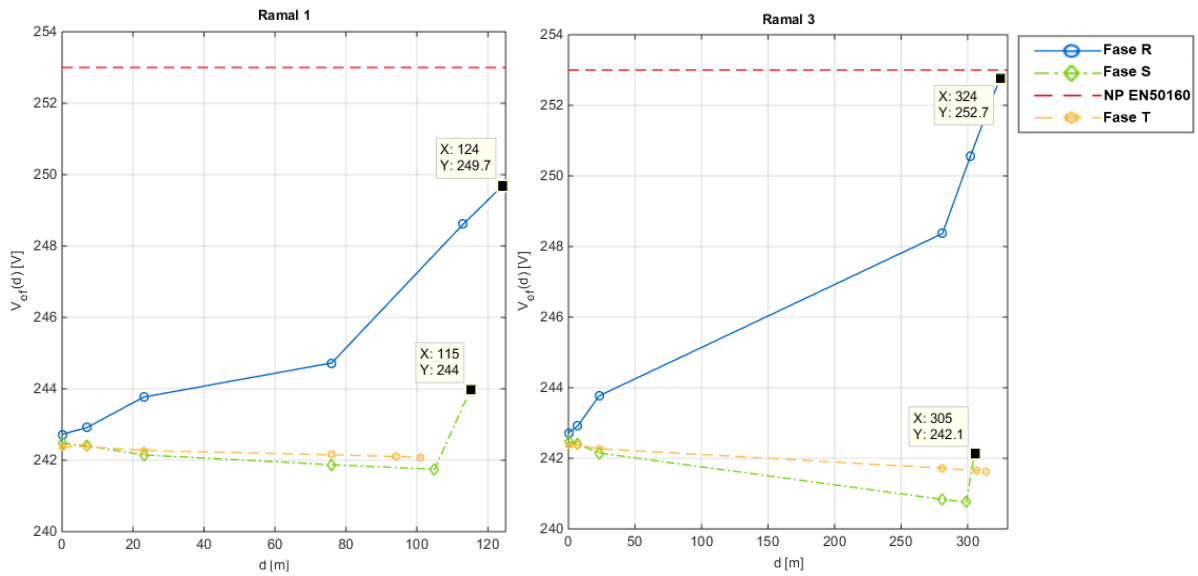 Ramal 1
254
252
250
248
246
244
242
240
V_ef(d) [V]
X: 124
Y: 249.7
X: 115
Y: 244
0
20
40
60
80
100
120
d [m]
Ramal 3
254
252
250
248
246
244
242
240
V_ef(d) [V]
X: 324
Y: 252.7
X: 305
Y: 242.1
0
50
100
150
200
250
300
d [m]
Fase R
Fase S
NP EN50160
Fase T